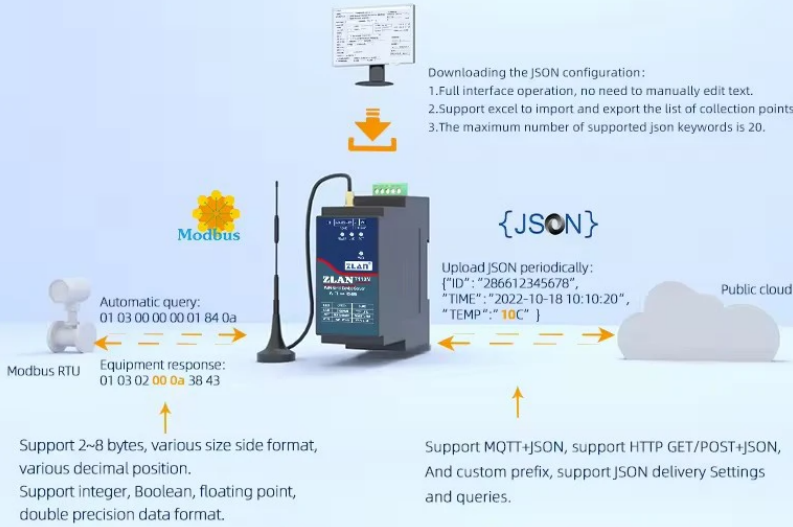 Downloading the JSON configuration:
1.Full interface operation, no need to manually edit text.
2.Support excel to import and export the list of collection points
3.The maximum number of supported json keywords is 20.
Modbus
{JSON}
ZLAN
ZLAN
Upload JSON periodically:
{"ID": "286612345678",
"TIME": "2022-10-18 10:10:20",
"TEMP":" 10C" }
Public cloud
Automatic query:
01 03 00 00 00 01 84 0a
Modbus RTU
Equipment response:
01 03 02 00 0a 38 43
Support 2~8 bytes, various size side format,
various decimal position.
Support integer, Boolean, floating point,
double precision data format.
Support MQTT+JSON, support HTTP GET/POST+JSON,
And custom prefix, support JSON delivery Settings
and queries.